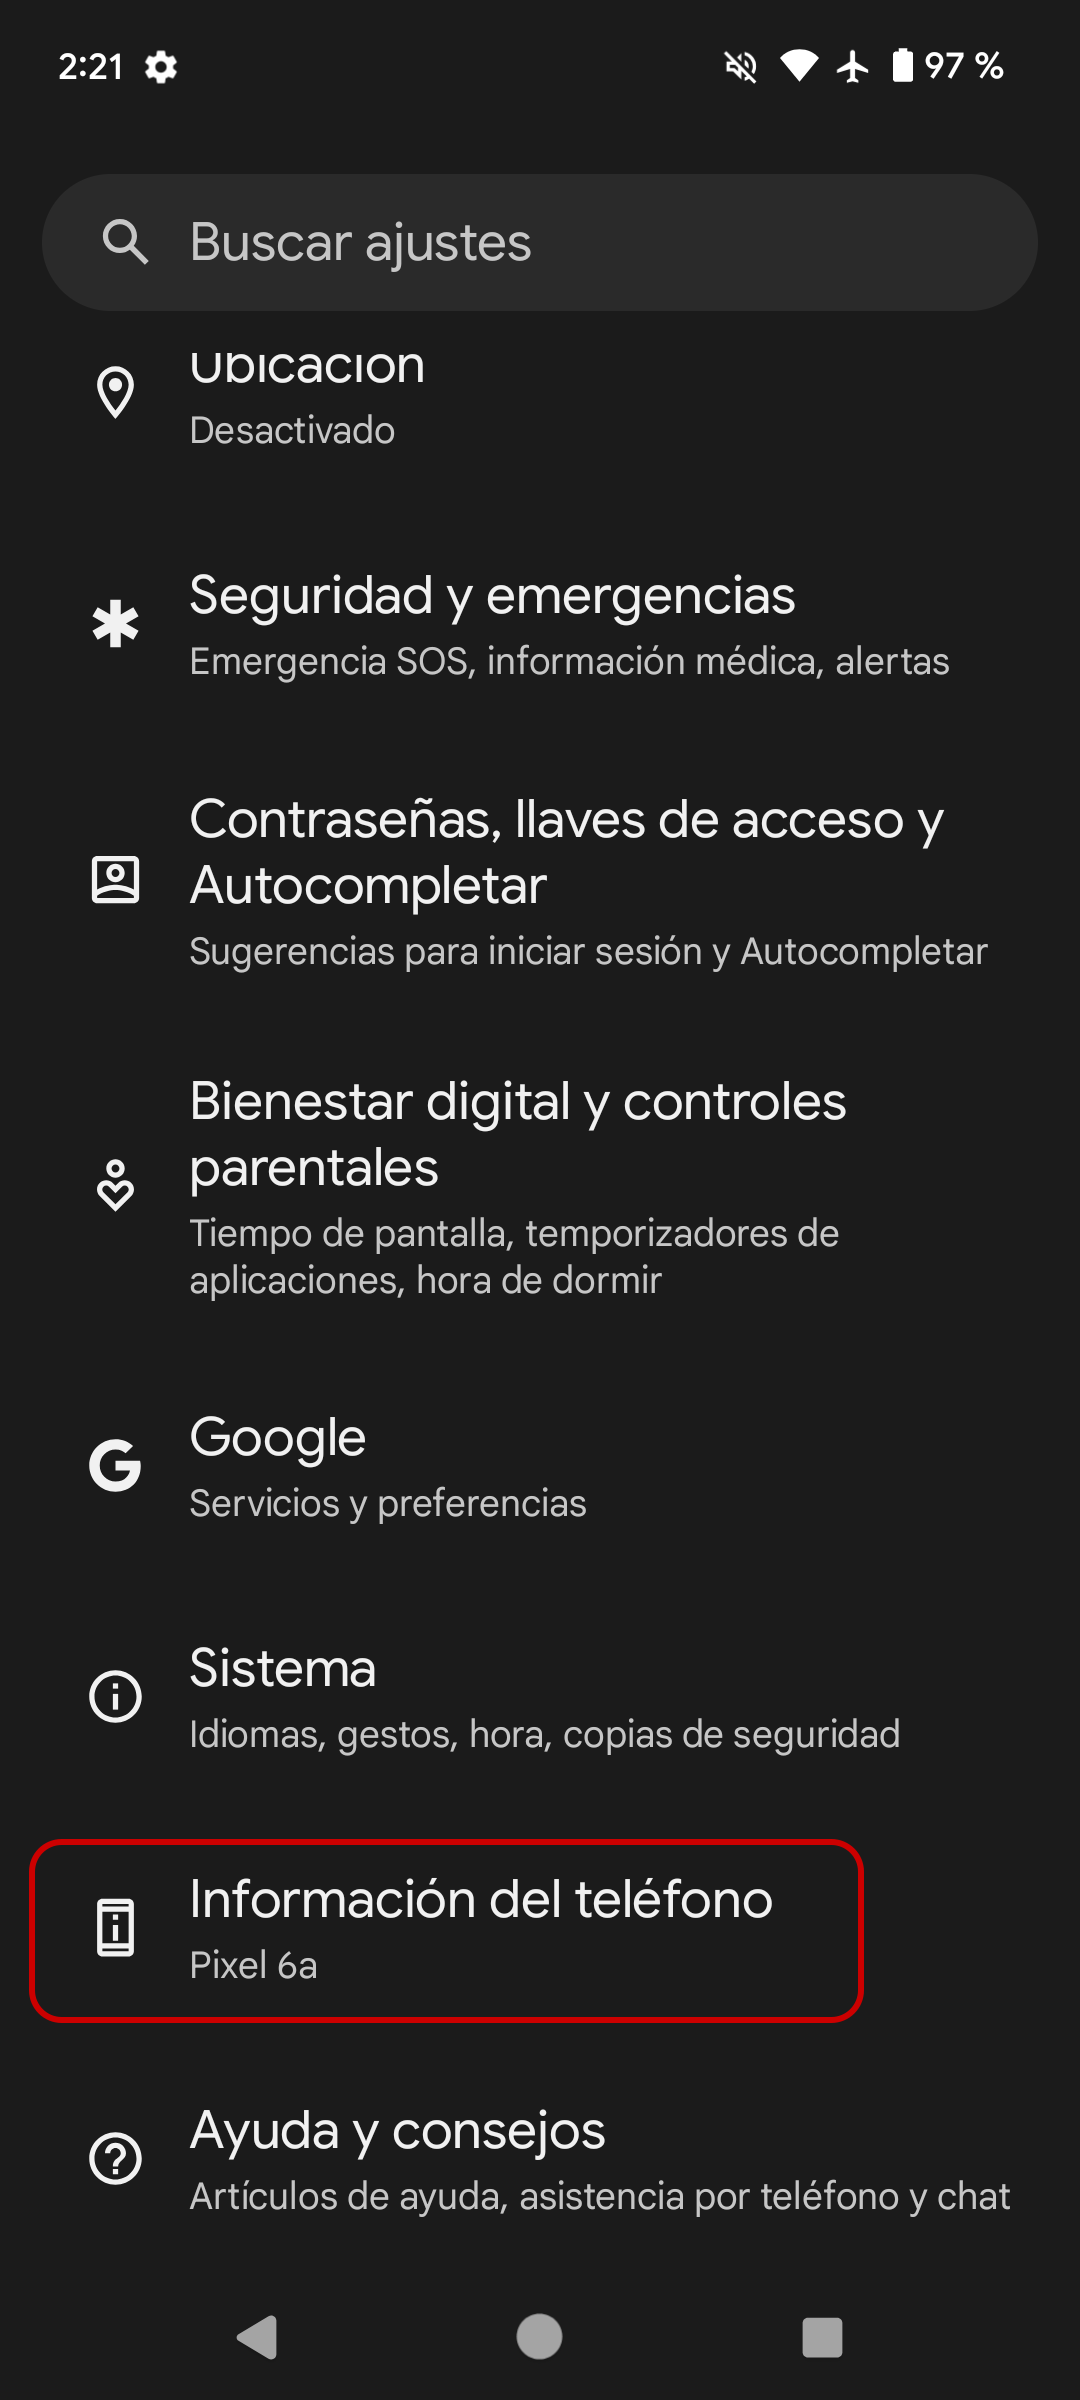 2:21
97 %
Buscar ajustes
Ubicación
Desactivado
Seguridad y emergencias
Emergencia SOS, información médica, alertas
Contraseñas, llaves de acceso y
Autocompletar
Sugerencias para iniciar sesión y Autocompletar
Bienestar digital y controles
parentales
Tiempo de pantalla, temporizadores de
aplicaciones, hora de dormir
Google
Servicios y preferencias
Sistema
Idiomas, gestos, hora, copias de seguridad
Información del teléfono
Pixel 6a
Ayuda y consejos
Artículos de ayuda, asistencia por teléfono y chat